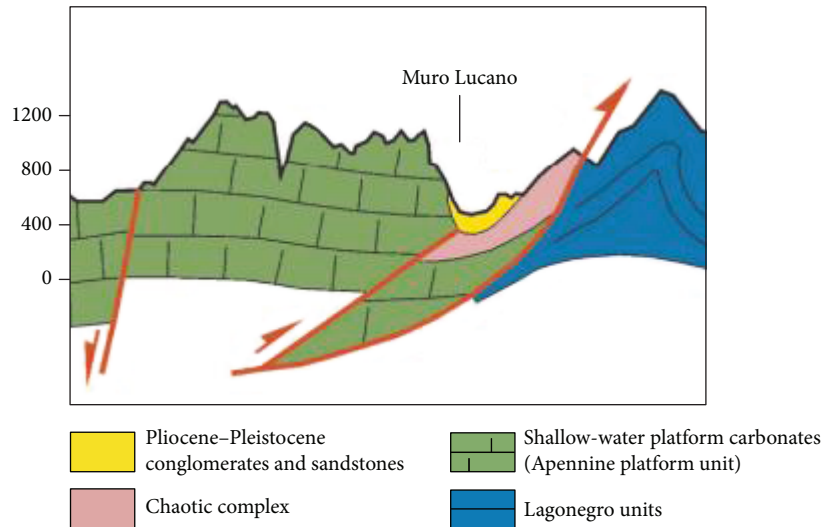 Muro Lucano
1200
800
400
0
Pliocene–Pleistocene
conglomerates and sandstones
Chaotic complex
Shallow-water platform carbonates
(Apennine platform unit)
Lagonegro units